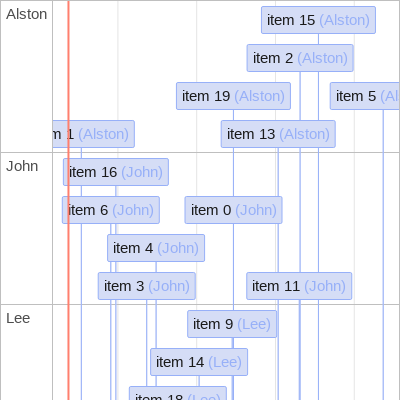 Alston
item 15 (Alston)
item 2 (Alston)
item 19 (Alston)
item 5 (Al
1 (Alston)
item 13 (Alston)
John
item 16 (John)
item 6 (John)
item 0 (John)
item 4 (John)
item 3 (John)
item 11 (John)
Lee
item 9 (Lee)
item 14 (Lee)
item 18 (Lee)